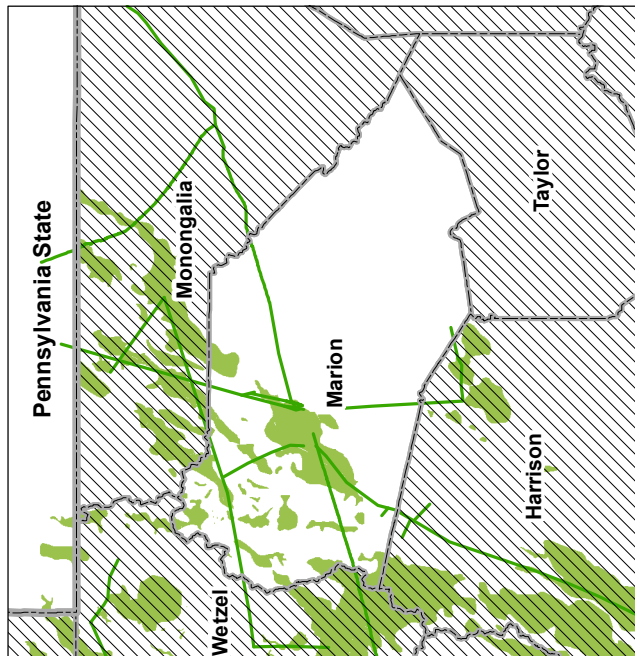 Pennsylvania State
Monongalia
Marion
Taylor
Wetzel
Harrison